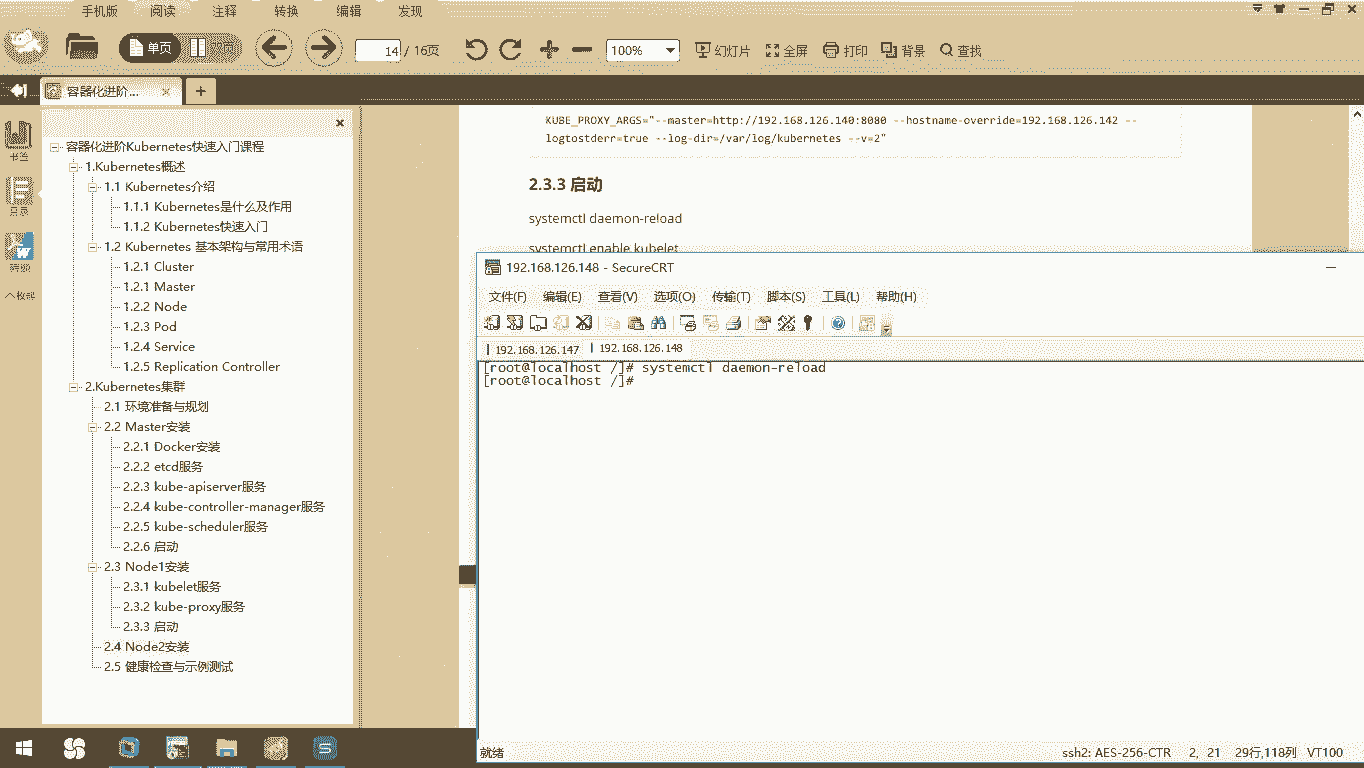 手机版 阅读 注释 转换 编辑 发现
单页
14 / 16页
100%
幻灯片 全屏 打印 背景 查找
容器化进阶...
书签
目录
转换
容器化进阶Kubernetes快速入门课程
1.Kubernetes概述
1.1 Kubernetes介绍
1.1.1 Kubernetes是什么及作用
1.1.2 Kubernetes快速入门
1.2 Kubernetes 基本架构与常用术语
1.2.1 Cluster
1.2.1 Master
1.2.2 Node
1.2.3 Pod
1.2.4 Service
1.2.5 Replication Controller
2.Kubernetes集群
2.1 环境准备与规划
2.2 Master安装
2.2.1 Docker安装
2.2.2 etcd服务
2.2.3 kube-apiserver服务
2.2.4 kube-controller-manager服务
2.2.5 kube-scheduler服务
2.2.6 启动
2.3 Node1安装
2.3.1 kubelet服务
2.3.2 kube-proxy服务
2.3.3 启动
2.4 Node2安装
2.5 健康检查与示例测试
KUBE_PROXY_ARGS="--master=http://192.168.126.140:8080 --hostname-override=192.168.126.142 --
logtostderr=true --log-dir=/var/log/kubernetes --v=2"
2.3.3 启动
systemctl daemon-reload
systemctl enable kubelet
192.168.126.148 - SecureCRT
文件(F) 编辑(E) 查看(V) 选项(O) 传输(T) 脚本(S) 工具(L) 帮助(H)
192.168.126.147 192.168.126.148
[root@localhost /]# systemctl daemon-reload
[root@localhost /]#
就绪
ssh2: AES-256-CTR 2, 21 29行,118列 VT100